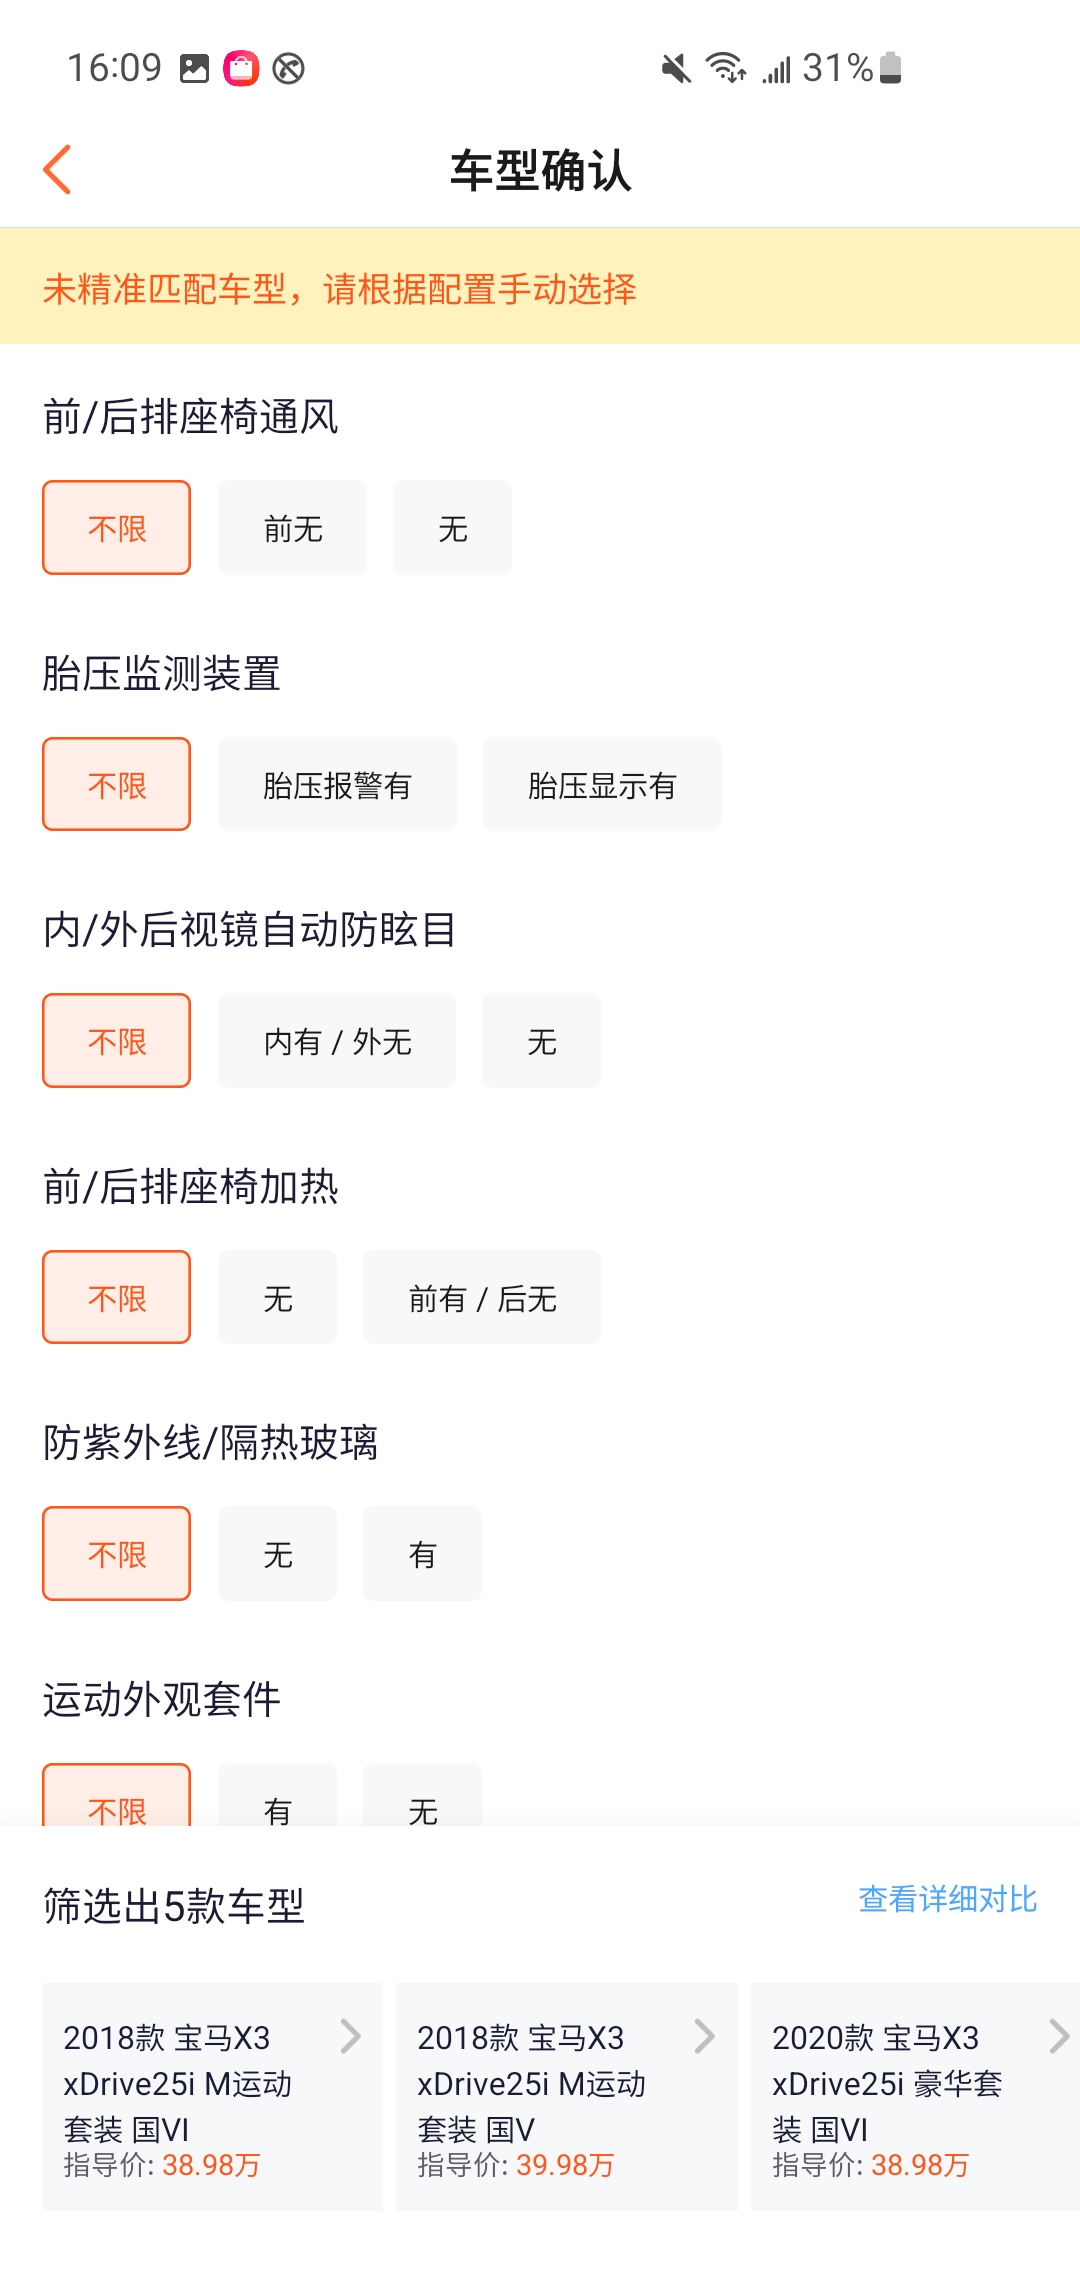 16:09
31%
车型确认
未精准匹配车型，请根据配置手动选择
前/后排座椅通风
不限
前无
无
胎压监测装置
不限
胎压报警有
胎压显示有
内/外后视镜自动防眩目
不限
内有 / 外无
无
前/后排座椅加热
不限
无
前有 / 后无
防紫外线/隔热玻璃
不限
无
有
运动外观套件
不限
有
无
筛选出5款车型
查看详细对比
2018款 宝马X3
xDrive25i M运动
套装 国VI
指导价: 38.98万
2018款 宝马X3
xDrive25i M运动
套装 国V
指导价: 39.98万
2020款 宝马X3
xDrive25i 豪华套
装 国VI
指导价: 38.98万